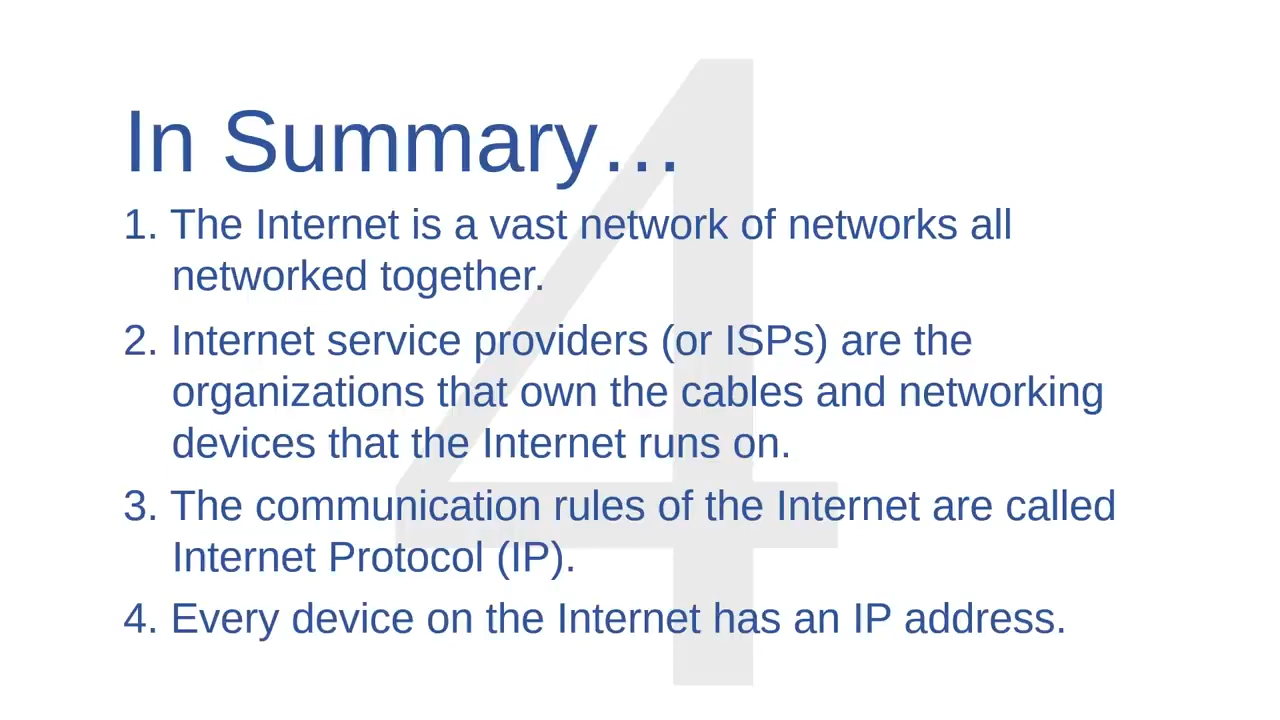 In Summary…
1. The Internet is a vast network of networks all
networked together.
2. Internet service providers (or ISPs) are the
organizations that own the cables and networking
devices that the Internet runs on.
3. The communication rules of the Internet are called
Internet Protocol (IP).
4. Every device on the Internet has an IP address.
4